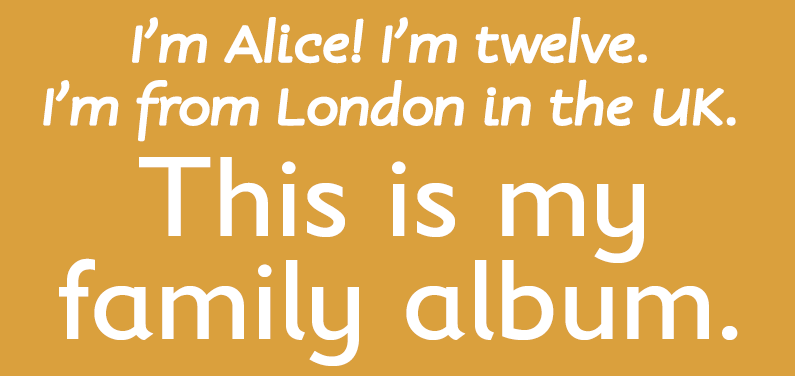 I'm Alice! I'm twelve.
I'm from London in the UK.
This is my
family album.